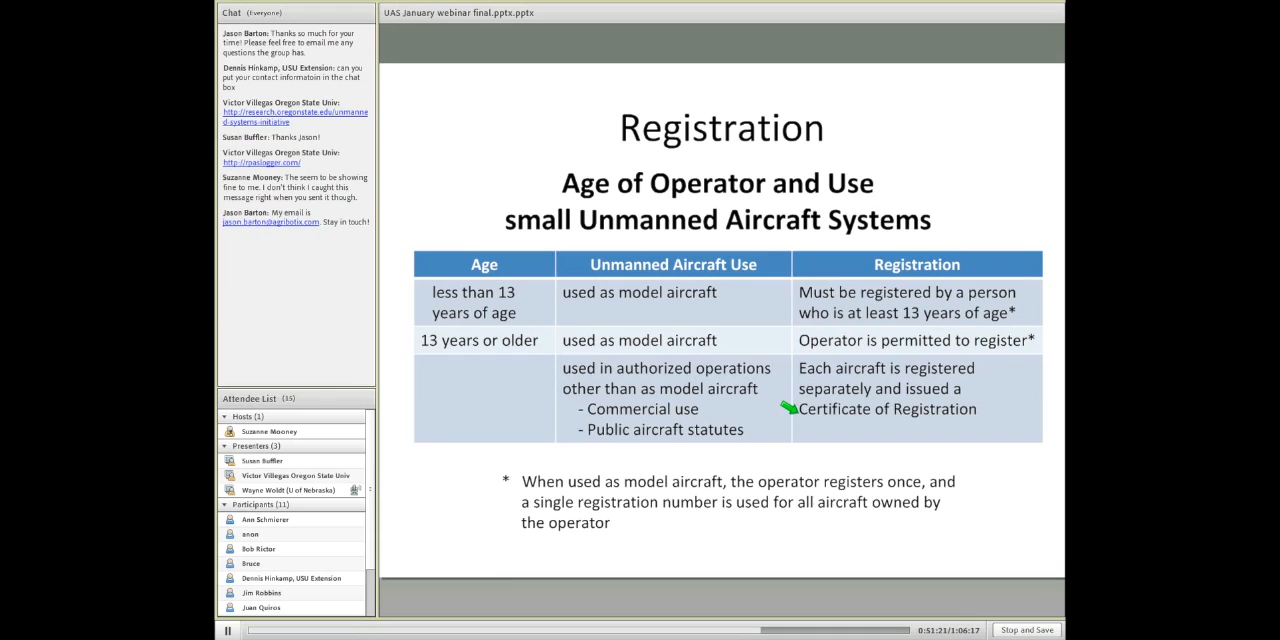 Chat (Everyone)
Jason Barton: Thanks so much for your
time! Please feel free to email me any
questions the group has.
Dennis Hinkamp, USU Extension: can you
put your contact informatoin in the chat
box
Victor Villegas Oregon State Univ:
http://research.oregonstate.edu/unmanne
d-systems-initiative
Susan Buffler: Thanks Jason!
Victor Villegas Oregon State Univ:
http://rpaslogger.com/
Suzanne Mooney: The seem to be showing
fine to me. I don't think I caught this
message right when you sent it though.
Jason Barton: My email is
jason.barton@agribotix.com. Stay in touch!
Attendee List (15)
Hosts (1)
Suzanne Mooney
Presenters (3)
Susan Buffler
Victor Villegas Oregon State Univ
Wayne Woldt (U of Nebraska)
Participants (11)
Ann Schmierer
anon
Bob Rictor
Bruce
Dennis Hinkamp, USU Extension
Jim Robbins
Juan Quiros
UAS January webinar final.pptx.pptx
Registration
Age of Operator and Use
small Unmanned Aircraft Systems
Age Unmanned Aircraft Use Registration
less than 13 used as model aircraft Must be registered by a person
years of age who is at least 13 years of age*
13 years or older used as model aircraft Operator is permitted to register*
used in authorized operations Each aircraft is registered
other than as model aircraft separately and issued a
- Commercial use Certificate of Registration
- Public aircraft statutes
* When used as model aircraft, the operator registers once, and
a single registration number is used for all aircraft owned by
the operator
0:51:21/1:06:17 Stop and Save